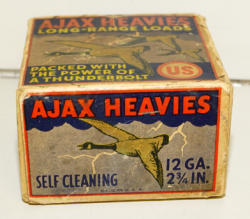 AJAX HEAVIES
LONG-RANGE LOADS
PACKED WITH
THE POWER OF
A THUNDERBOLT
US
AJAX HEAVIES
SELF CLEANING
12 GA.
2¾ IN.